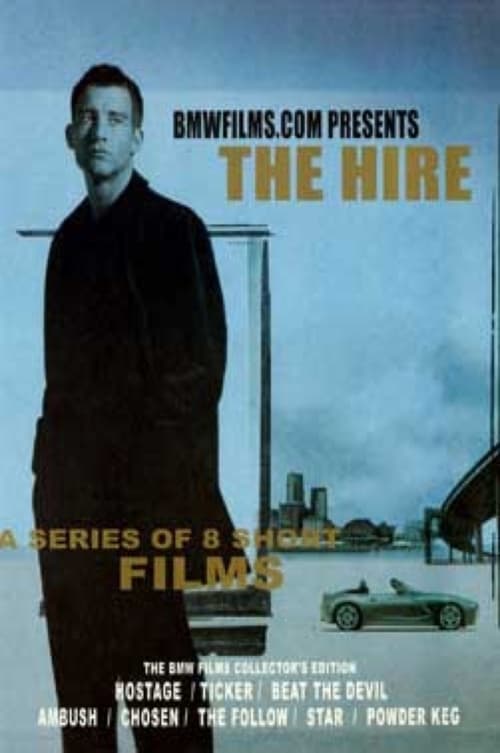 BMWFILMS.COM PRESENTS
THE HIRE
A SERIES OF 8 SHORT
FILMS
THE BMW FILMS COLLECTOR'S EDITION
HOSTAGE / TICKER / BEAT THE DEVIL
AMBUSH / CHOSEN / THE FOLLOW / STAR / POWDER KEG